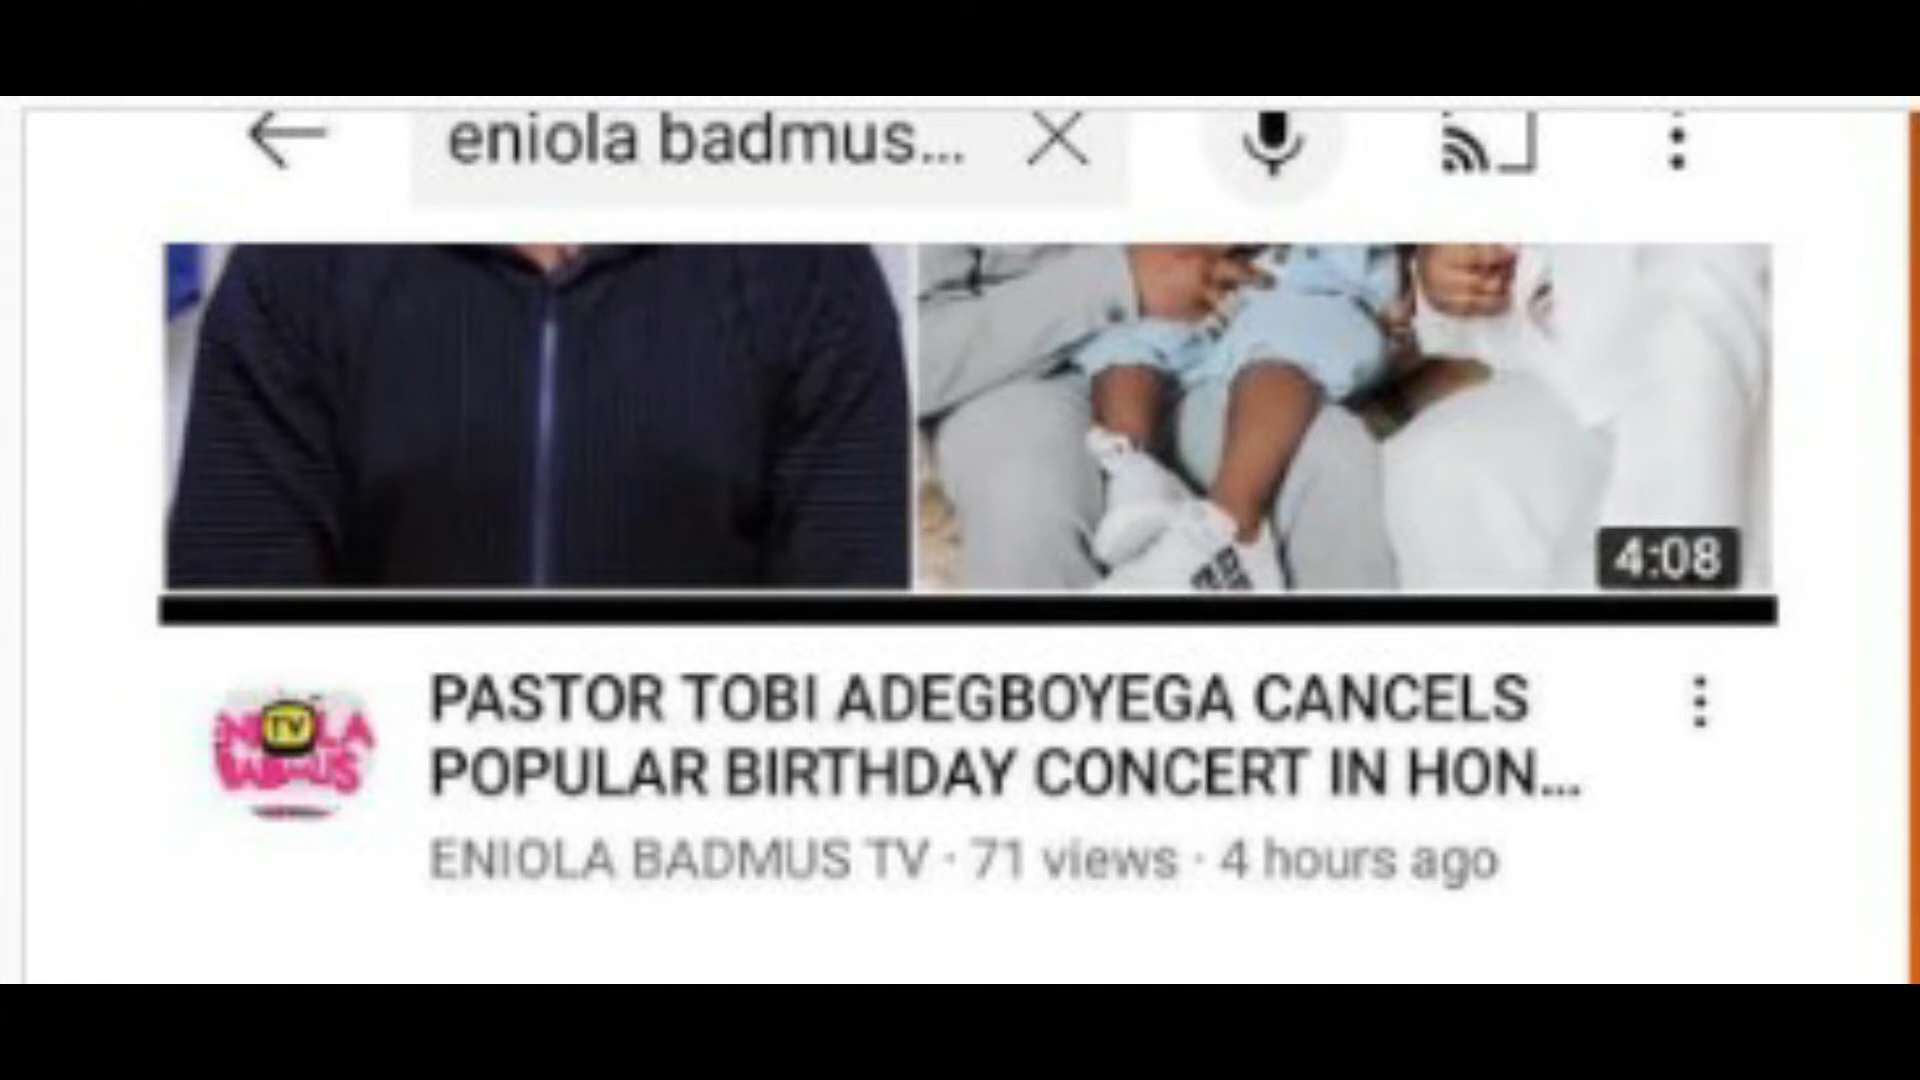 eniola badmus...
4:08
TV
PASTOR TOBI ADEGBOYEGA CANCELS
POPULAR BIRTHDAY CONCERT IN HON...
ENIOLA BADMUS TV · 71 views · 4 hours ago